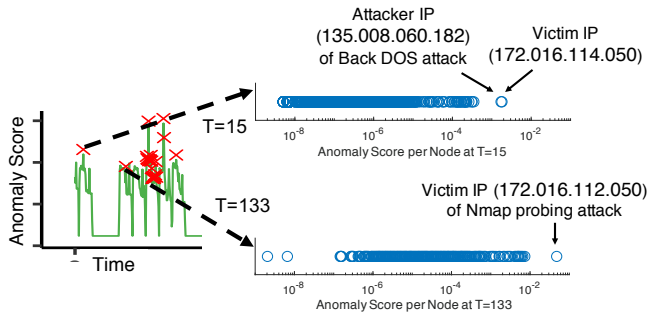 Attacker IP
(135.008.060.182)
of Back DOS attack
Victim IP
(172.016.114.050)
Anomaly Score
Time
T=15
10-8
10-6
10-4
10-2
Anomaly Score per Node at T=15
T=133
Victim IP (172.016.112.050)
of Nmap probing attack
10-8
10-6
10-4
10-2
Anomaly Score per Node at T=133